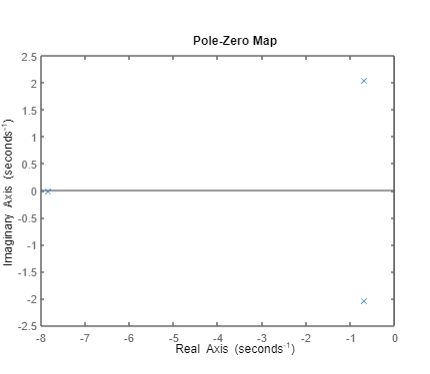 Pole-Zero Map
2.5
2
1.5
1
0.5
0
-0.5
-1
-1.5
-2
-2.5
Imaginary Axis (seconds⁻¹)
-8 -7 -6 -5 -4 -3 -2 -1 0
Real Axis (seconds⁻¹)